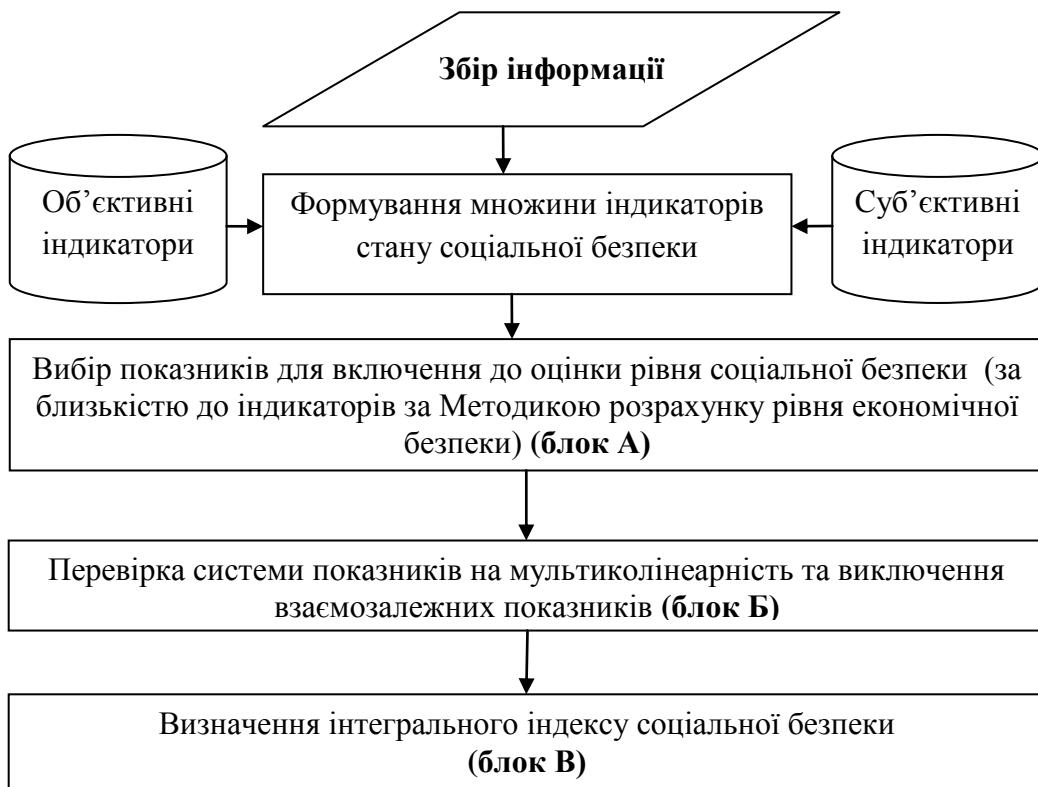 Збір інформації
Об’єктивні
індикатори
Формування множини індикаторів
стану соціальної безпеки
Суб’єктивні
індикатори
Вибір показників для включення до оцінки рівня соціальної безпеки (за
близькістю до індикаторів за Методикою розрахунку рівня економічної
безпеки) (блок А)
Перевірка системи показників на мультиколінеарність та виключення
взаємозалежних показників (блок Б)
Визначення інтегрального індексу соціальної безпеки
(блок В)